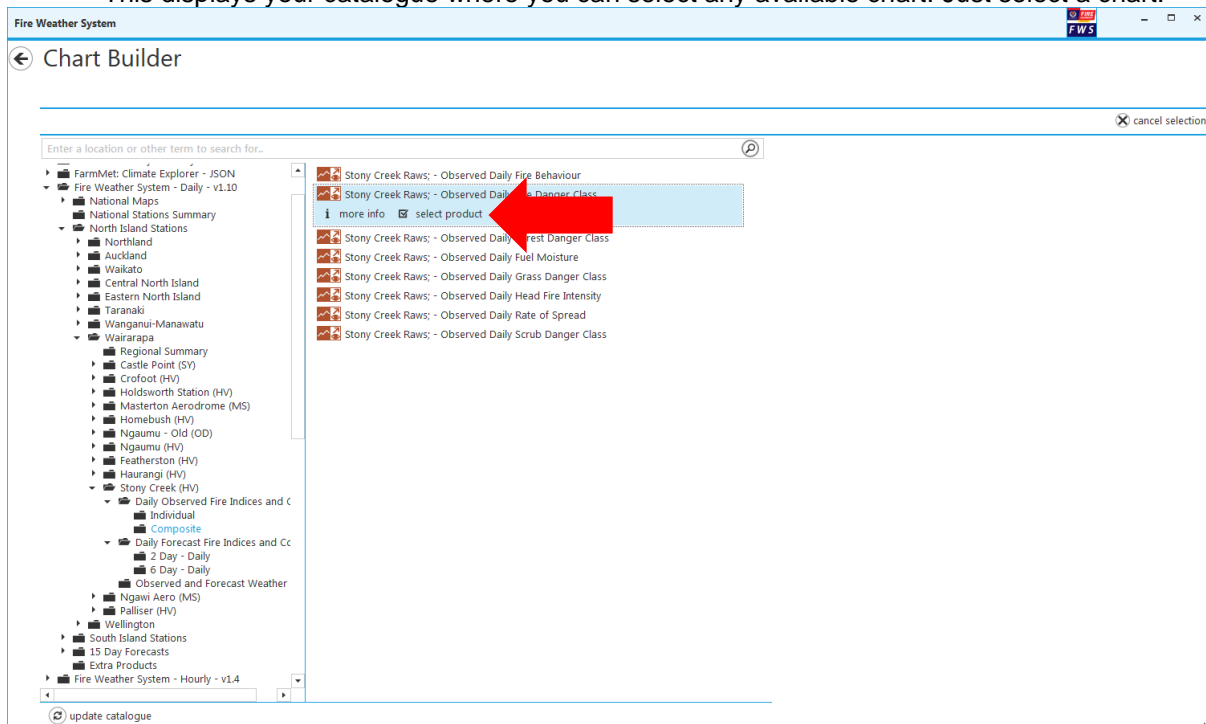 This displays your catalogue where you can select any available chart. Just select a chart.
Fire Weather System
FIRE
FWS
Chart Builder
cancel selection
Enter a location or other term to search for..
FarmMet: Climate Explorer - JSON
Fire Weather System - Daily - v1.10
National Maps
National Stations Summary
North Island Stations
Northland
Auckland
Waikato
Central North Island
Eastern North Island
Taranaki
Wanganui-Manawatu
Wairarapa
Regional Summary
Castle Point (SY)
Crofoot (HV)
Holdsworth Station (HV)
Masterton Aerodrome (MS)
Homebush (HV)
Ngaumu - Old (OD)
Ngaumu (HV)
Featherston (HV)
Haurangi (HV)
Stony Creek (HV)
Daily Observed Fire Indices and C
Individual
Composite
Daily Forecast Fire Indices and Cc
2 Day - Daily
6 Day - Daily
Observed and Forecast Weather
Ngawi Aero (MS)
Palliser (HV)
Wellington
South Island Stations
15 Day Forecasts
Extra Products
Fire Weather System - Hourly - v1.4
Stony Creek Raws; - Observed Daily Fire Behaviour
Stony Creek Raws; - Observed Daily Danger Class
i more info select product
Stony Creek Raws; - Observed Daily Danger Class
Stony Creek Raws; - Observed Daily Fuel Moisture
Stony Creek Raws; - Observed Daily Grass Danger Class
Stony Creek Raws; - Observed Daily Head Fire Intensity
Stony Creek Raws; - Observed Daily Rate of Spread
Stony Creek Raws; - Observed Daily Scrub Danger Class
update catalogue